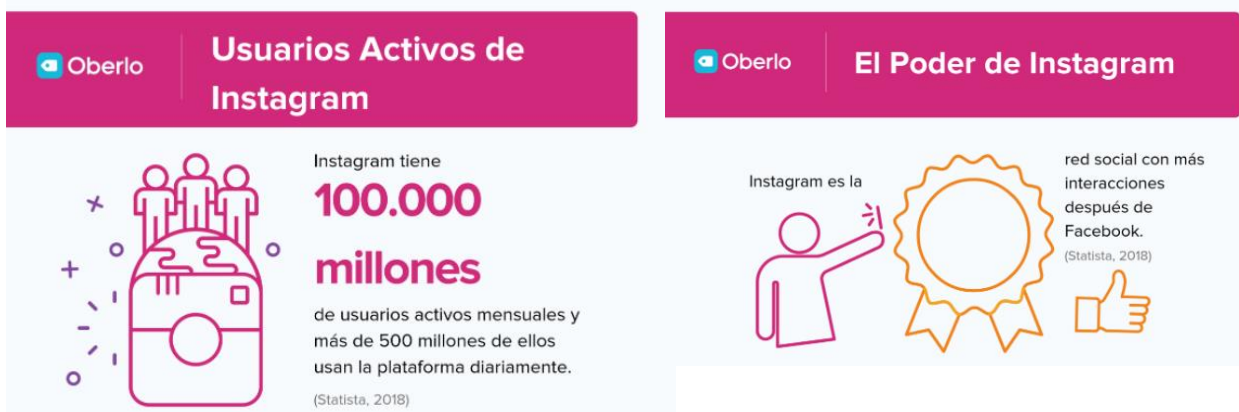 Oberlo
Usuarios Activos de
Instagram
Instagram tiene
100.000
millones
de usuarios activos mensuales y
más de 500 millones de ellos
usan la plataforma diariamente.
(Statista, 2018)
Oberlo
El Poder de Instagram
Instagram es la
red social con más
interacciones
después de
Facebook.
(Statista, 2018)